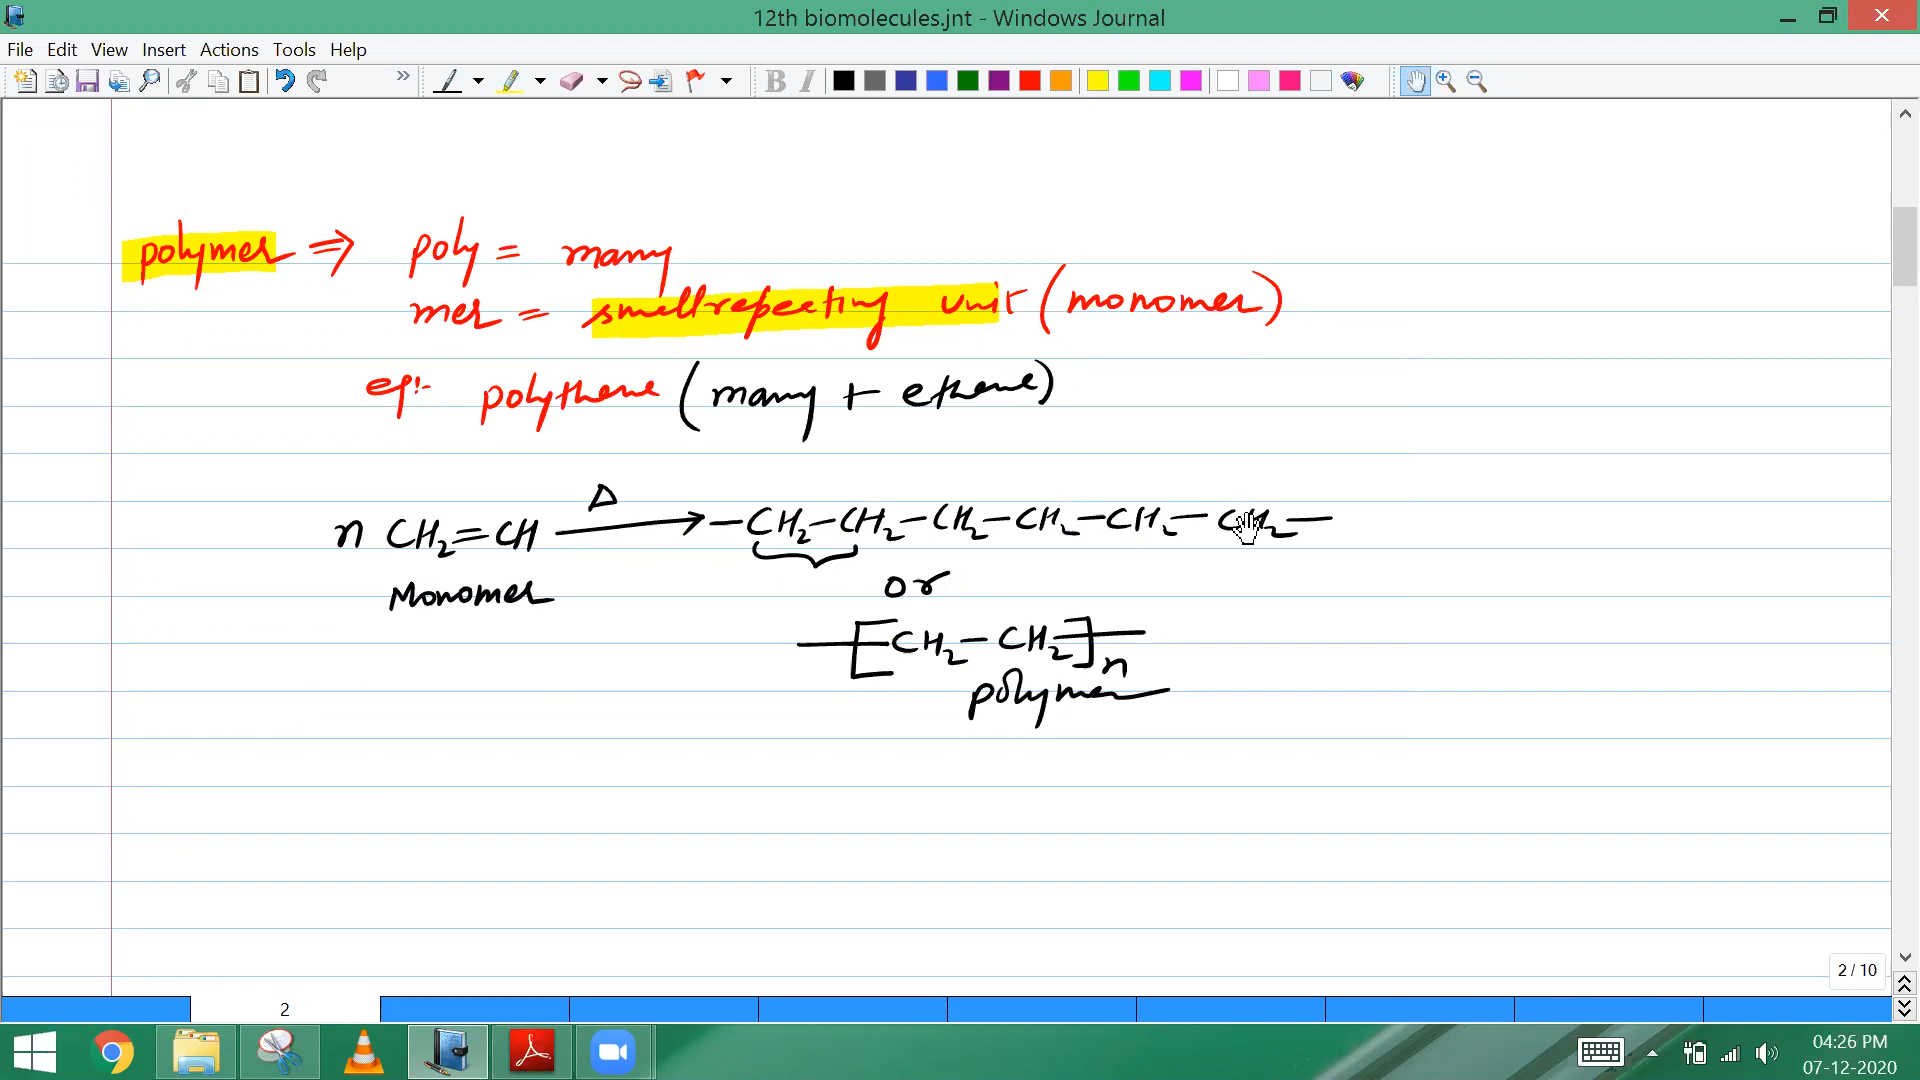 12th biomolecules.jnt - Windows Journal
File Edit View Insert Actions Tools Help
polymer ⇒ poly = many
mer = small repeating unit (monomer)
eg:- polythene (many + ethene)
n CH₂=CH —Δ→ —CH₂—CH₂—CH₂—CH₂—CH₂—CH₂—
Monomer
or
—[CH₂—CH₂]—n
polymer
2 / 10
2
04:26 PM
07-12-2020